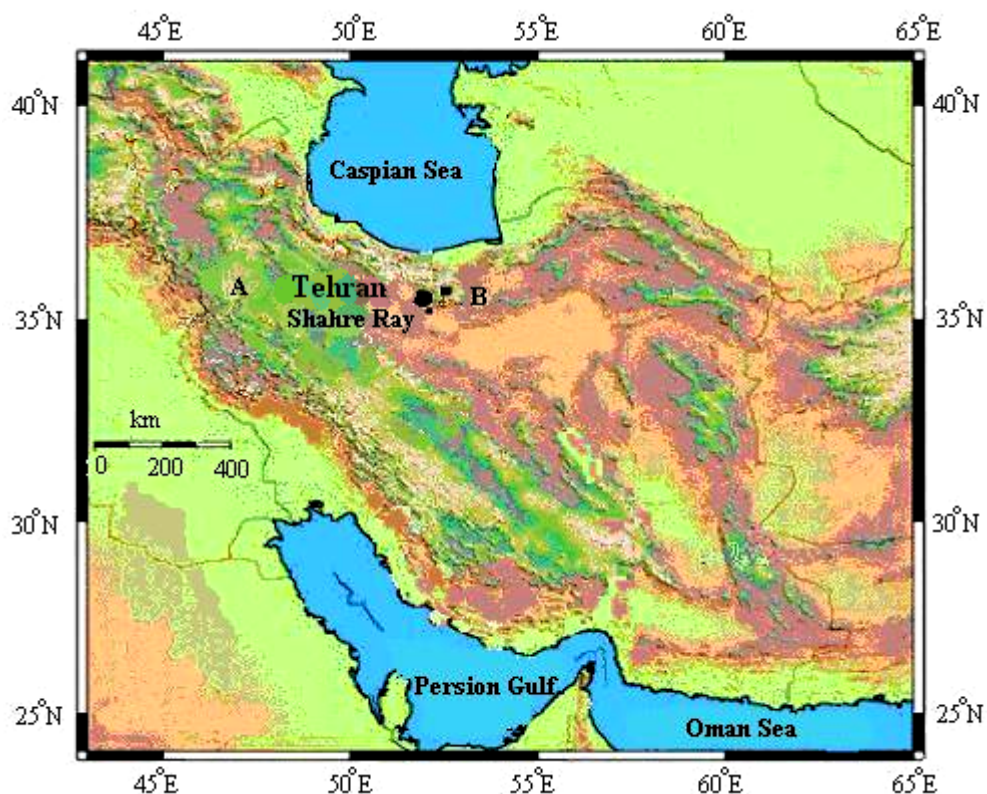 45°E 50°E 55°E 60°E 65°E
40°N 40°N
Caspian Sea
A Tehran B
35°N Shahre Ray 35°N
km
0 200 400
30°N 30°N
Persion Gulf
25°N Oman Sea 25°N
45°E 50°E 55°E 60°E 65°E